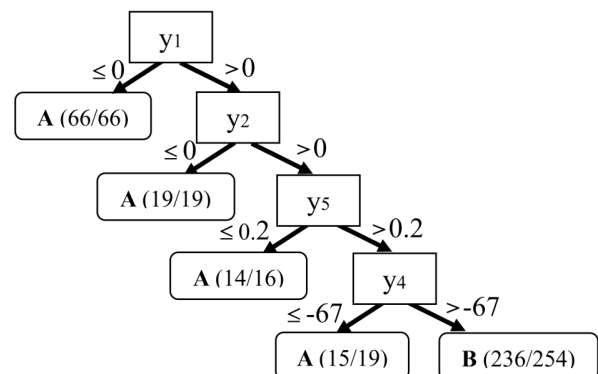 y1
≤ 0 >0
A (66/66)
y2
≤ 0 >0
A (19/19)
y5
≤ 0.2 >0.2
A (14/16)
y4
≤ -67 >-67
A (15/19) B (236/254)